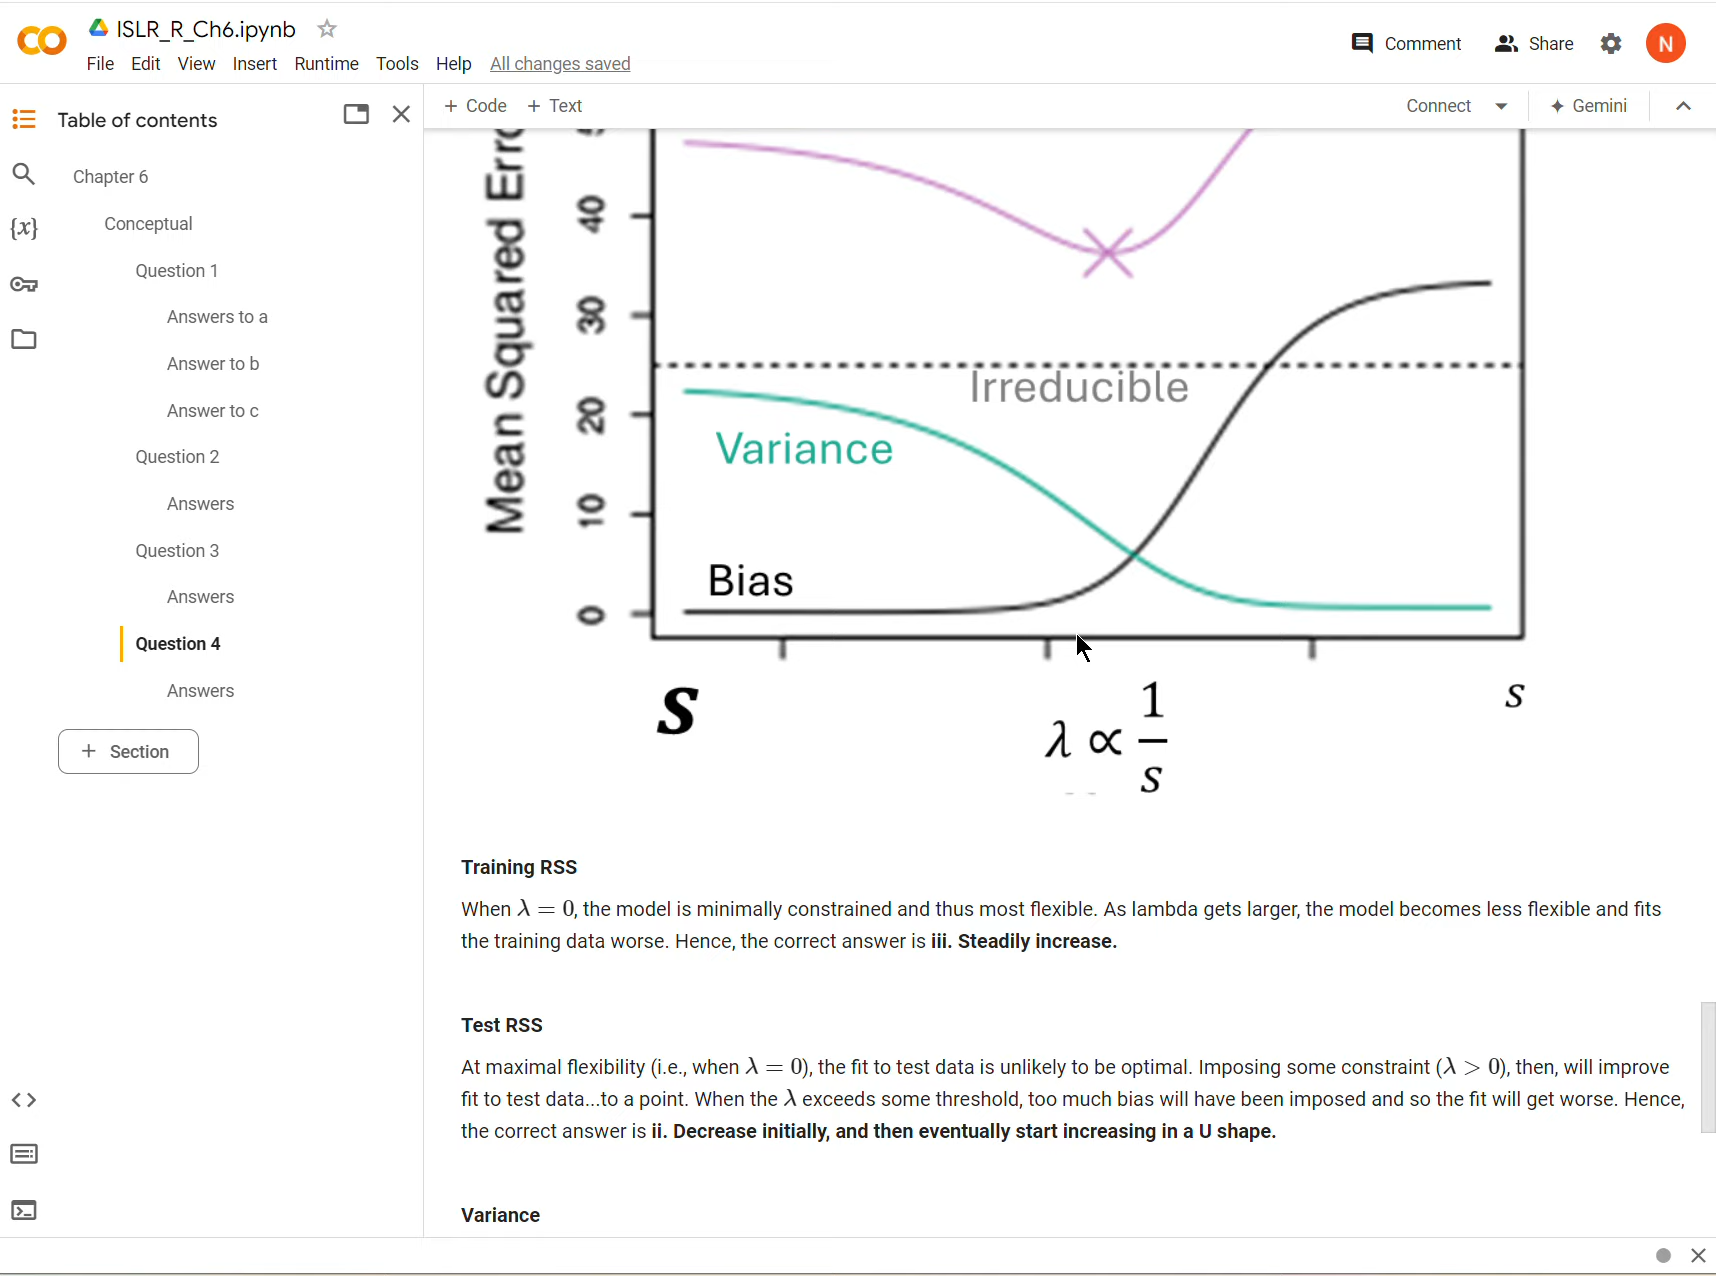 ISLR_R_Ch6.ipynb
Comment
Share
N
File Edit View Insert Runtime Tools Help All changes saved
Table of contents
+ Code + Text
Connect
Gemini
Chapter 6
Conceptual
Question 1
Answers to a
Answer to b
Answer to c
Question 2
Answers
Question 3
Answers
Question 4
Answers
+ Section
{x}
Mean Squared Erro
40
30
20
10
0
Irreducible
Variance
Bias
s
λ ∝ 1/s
s
Training RSS
When λ = 0, the model is minimally constrained and thus most flexible. As lambda gets larger, the model becomes less flexible and fits
the training data worse. Hence, the correct answer is iii. Steadily increase.
Test RSS
At maximal flexibility (i.e., when λ = 0), the fit to test data is unlikely to be optimal. Imposing some constraint (λ > 0), then, will improve
fit to test data...to a point. When the λ exceeds some threshold, too much bias will have been imposed and so the fit will get worse. Hence,
the correct answer is ii. Decrease initially, and then eventually start increasing in a U shape.
Variance